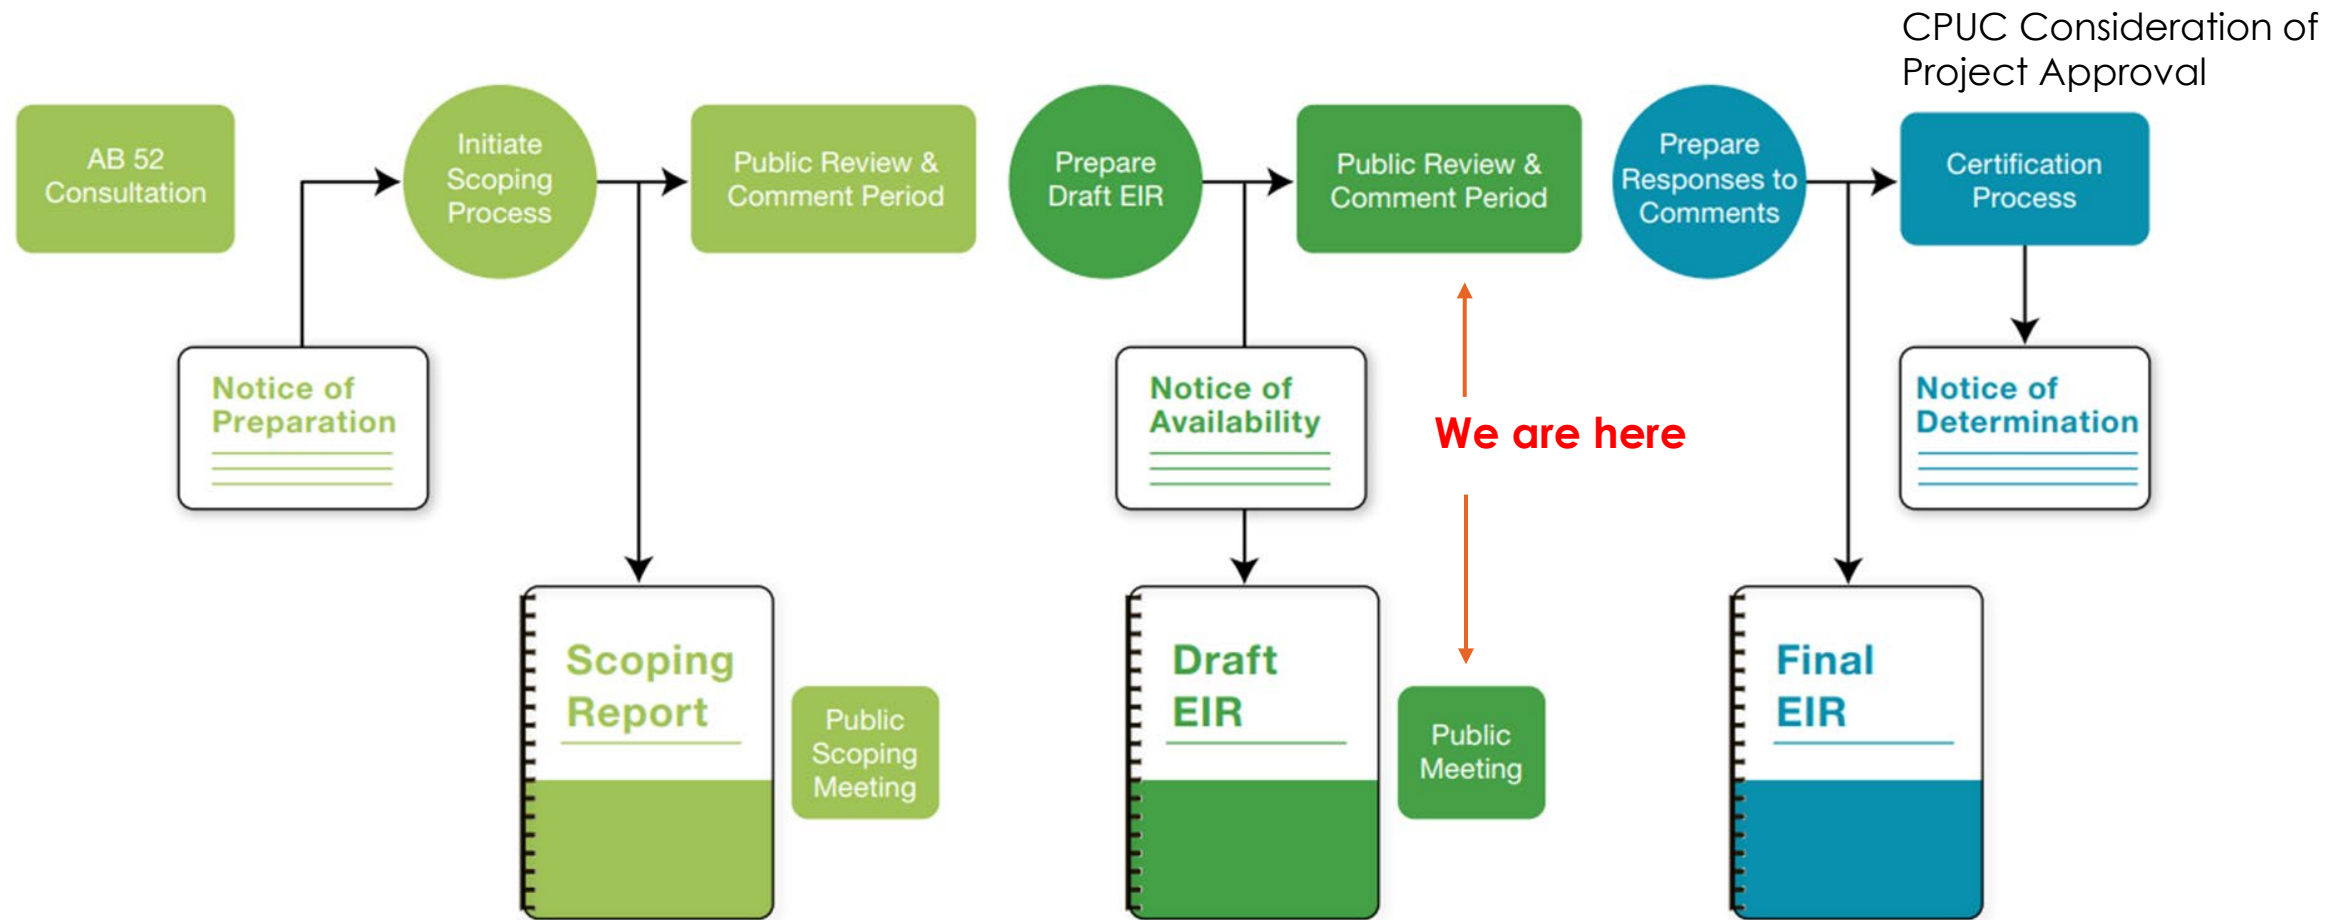 CPUC Consideration of
Project Approval
AB 52
Consultation
Initiate
Scoping
Process
Public Review &
Comment Period
Prepare
Draft EIR
Public Review &
Comment Period
Prepare
Responses to
Comments
Certification
Process
Notice of
Preparation
Notice of
Availability
We are here
Notice of
Determination
Scoping
Report
Public
Scoping
Meeting
Draft
EIR
Public
Meeting
Final
EIR